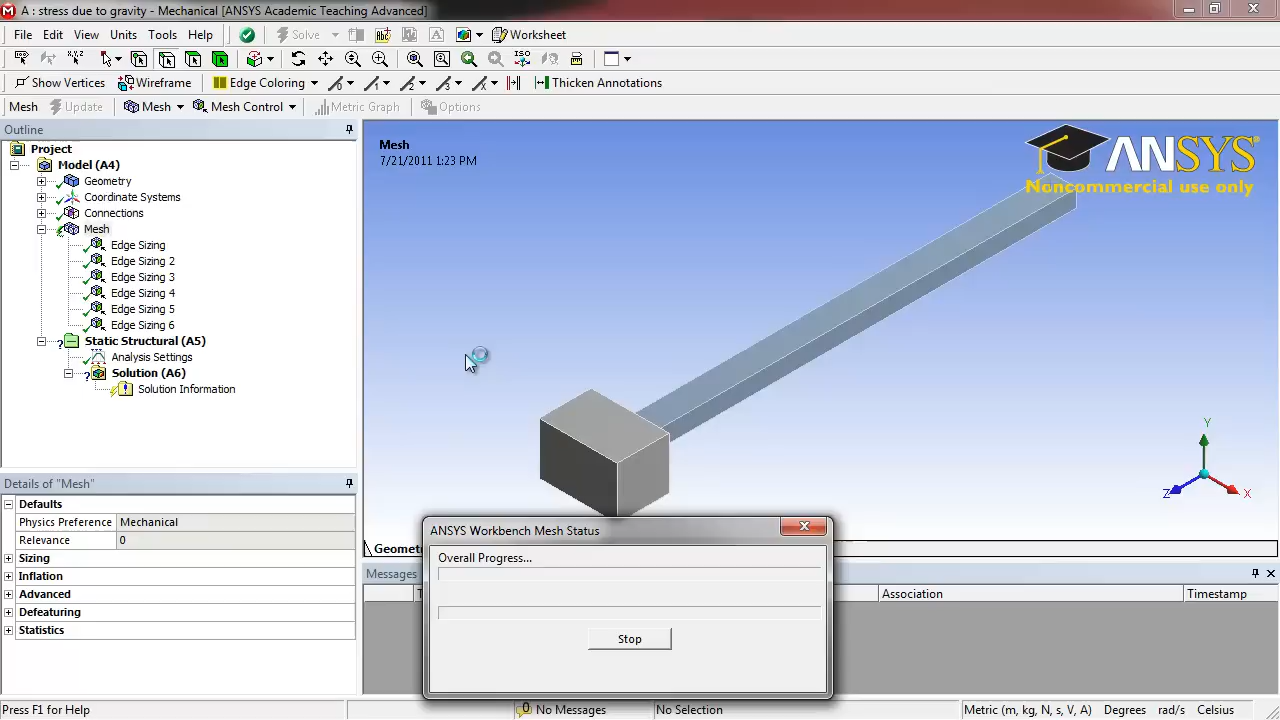 A : stress due to gravity - Mechanical [ANSYS Academic Teaching Advanced]
File Edit View Units Tools Help Solve Worksheet
ISO
Show Vertices Wireframe Edge Coloring Thicken Annotations
Mesh Update Mesh Mesh Control Metric Graph Options
Outline
Project
Model (A4)
Geometry
Coordinate Systems
Connections
Mesh
Edge Sizing
Edge Sizing 2
Edge Sizing 3
Edge Sizing 4
Edge Sizing 5
Edge Sizing 6
Static Structural (A5)
Analysis Settings
Solution (A6)
Solution Information
Mesh
7/21/2011 1:23 PM
ANSYS
Noncommercial use only
Y
Z X
Details of "Mesh"
Defaults
Physics Preference Mechanical
Relevance 0
Sizing
Inflation
Advanced
Defeaturing
Statistics
Geomet
Messages
Association Timestamp
ANSYS Workbench Mesh Status
Overall Progress...
Stop
Press F1 for Help 0 No Messages No Selection Metric (m, kg, N, s, V, A) Degrees rad/s Celsius